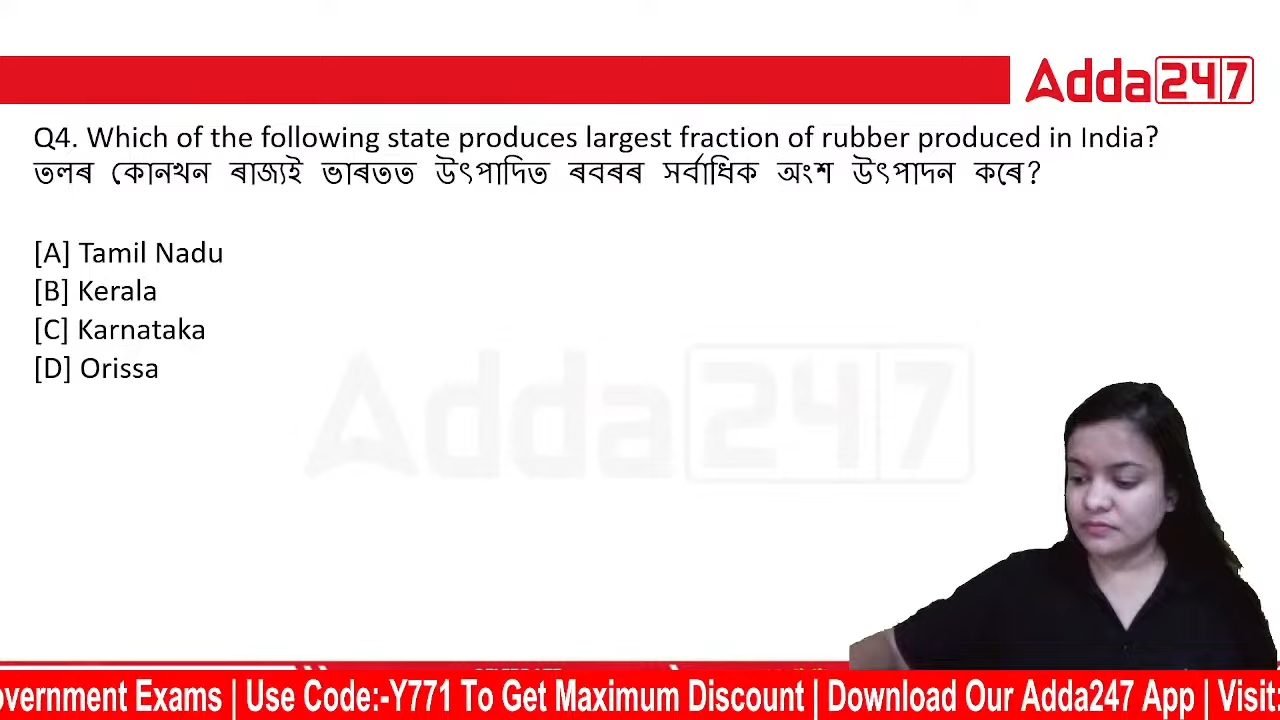 Adda247
Q4. Which of the following state produces largest fraction of rubber produced in India?
তলৰ কোনখন ৰাজ্যই ভাৰতত উৎপাদিত ৰবৰৰ সৰ্বাধিক অংশ উৎপাদন কৰে?
[A] Tamil Nadu
[B] Kerala
[C] Karnataka
[D] Orissa
Adda247
overnment Exams | Use Code:-Y771 To Get Maximum Discount | Download Our Adda247 App | Visit: